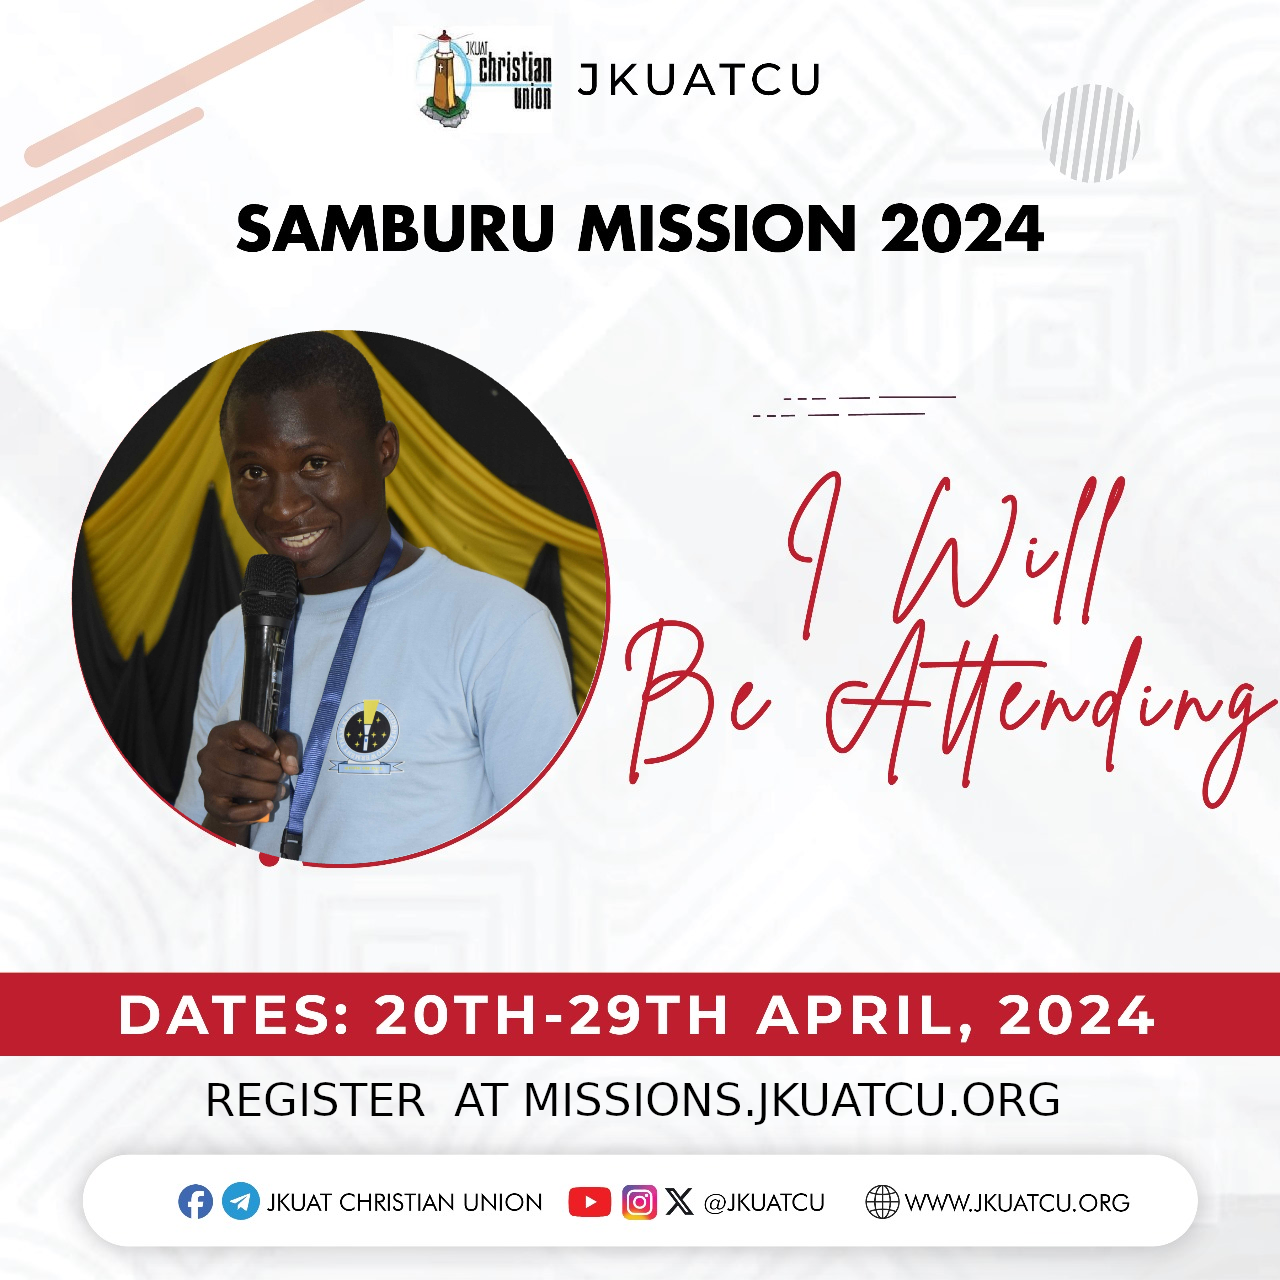 JKUAT
christian
union
JKUATCU
SAMBURU MISSION 2024
I Will
Be Attending
DATES: 20TH-29TH APRIL, 2024
REGISTER  AT MISSIONS.JKUATCU.ORG
JKUAT CHRISTIAN UNION @JKUATCU WWW.JKUATCU.ORG